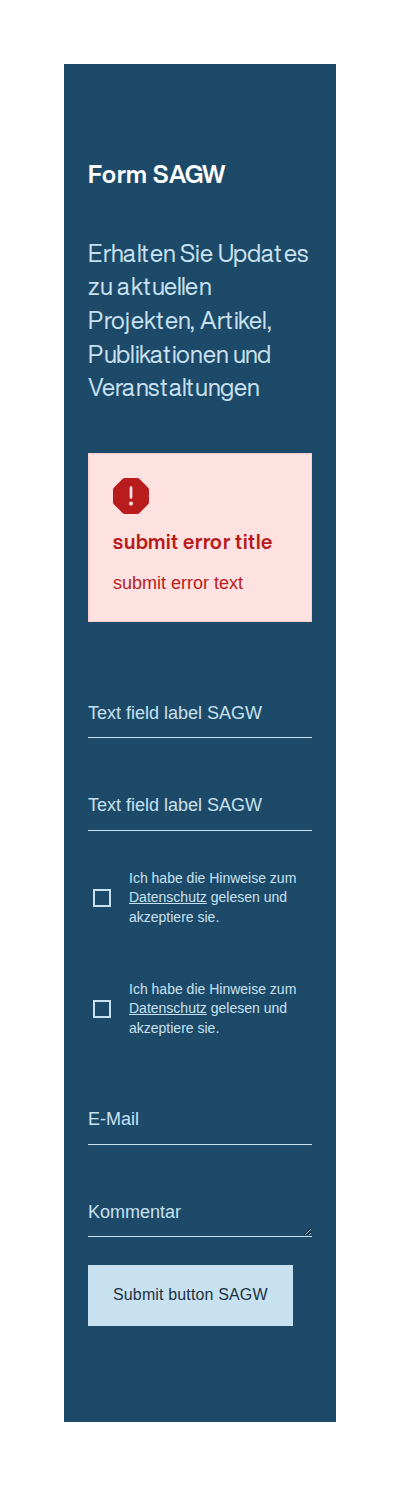 Form SAGW
Erhalten Sie Updates
zu aktuellen
Projekten, Artikel,
Publikationen und
Veranstaltungen
submit error title
submit error text
Text field label SAGW
Text field label SAGW
Ich habe die Hinweise zum
Datenschutz gelesen und
akzeptiere sie.
Ich habe die Hinweise zum
Datenschutz gelesen und
akzeptiere sie.
E-Mail
Kommentar
Submit button SAGW